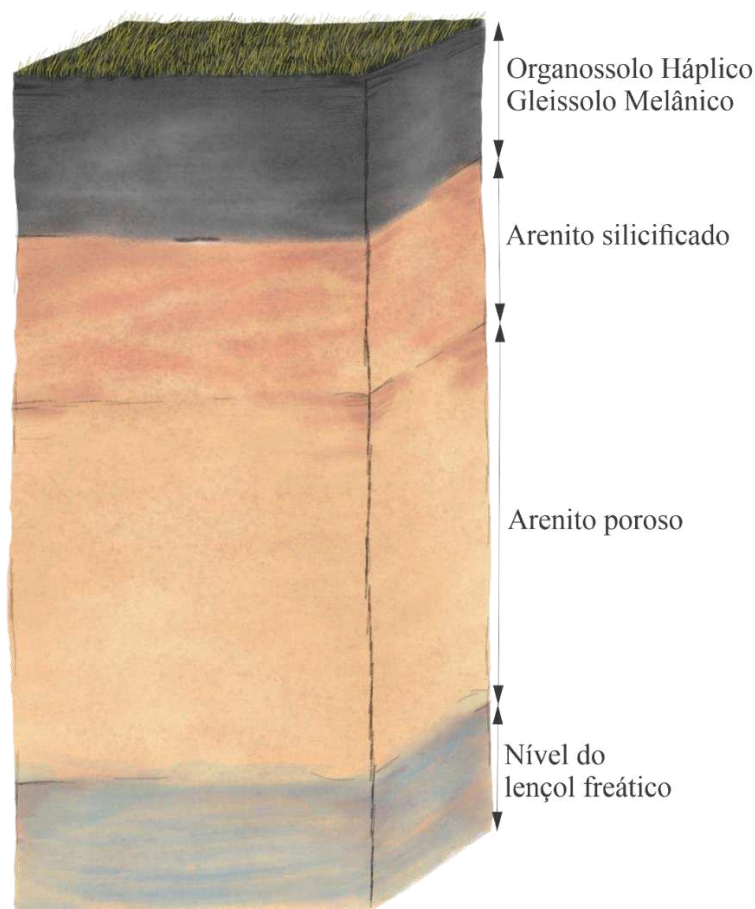 Organossolo Háplico
Gleissolo Melânico
Arenito silicificado
Arenito poroso
Nível do
lençol freático